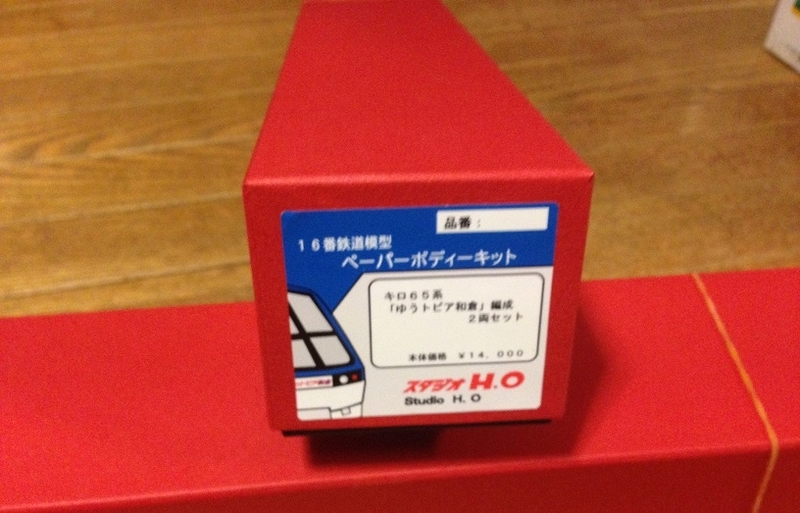 品番：
１６番鉄道模型
ペーパーボディーキット
キロ６５系
「ゆうトピア和倉」編成
２両セット
本体価格　￥１４，０００
スタジオ H.O
Studio H.O